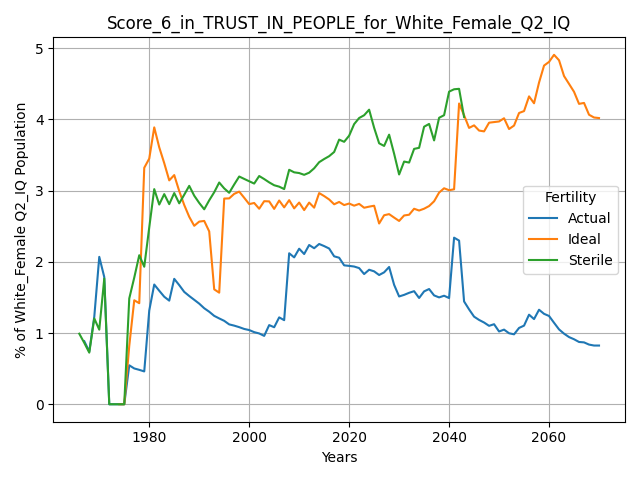 Score_6_in_TRUST_IN_PEOPLE_for_White_Female_Q2_IQ
% of White_Female Q2_IQ Population
5
4
3
2
1
0
Fertility
Actual
Ideal
Sterile
1980
2000
2020
2040
2060
Years